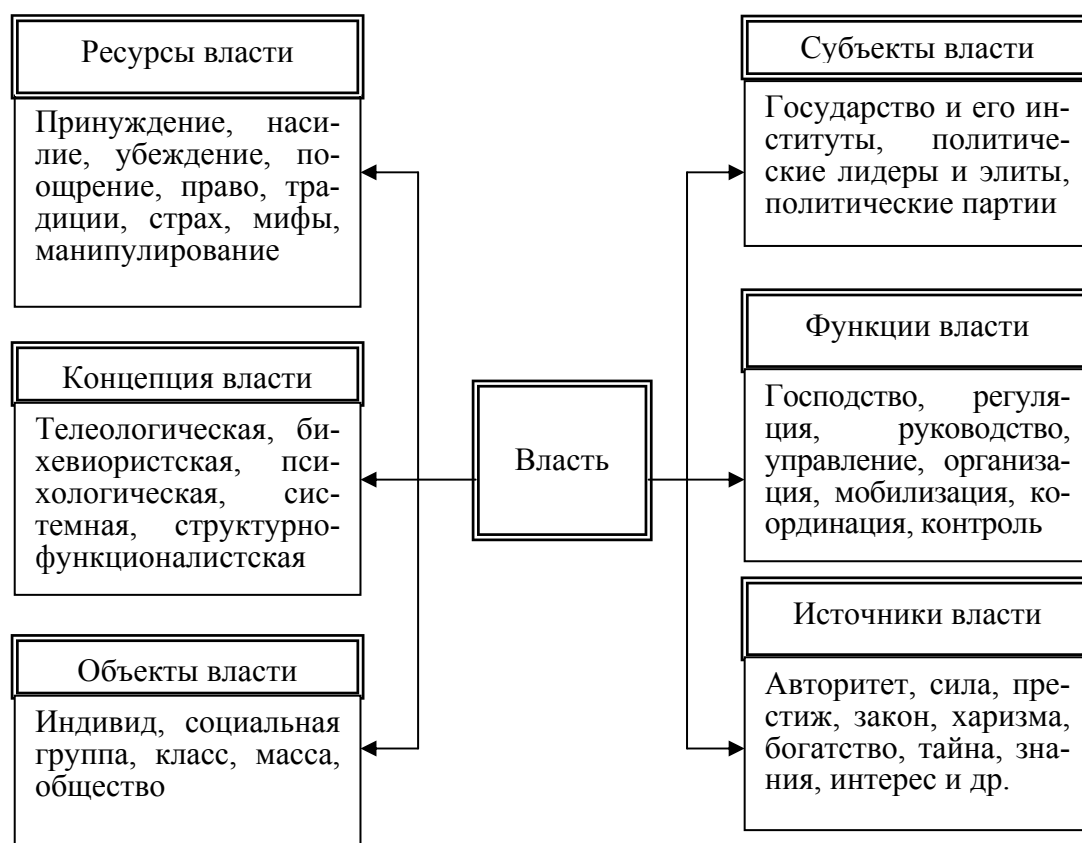 Ресурсы власти
Принуждение, наси-
лие, убеждение, по-
ощрение, право, тра-
диции, страх, мифы,
манипулирование
Концепция власти
Телеологическая, би-
хевиористская, пси-
хологическая, сис-
темная, структурно-
функционалистская
Объекты власти
Индивид, социальная
группа, класс, масса,
общество
Власть
Субъекты власти
Государство и его ин-
ституты, политиче-
ские лидеры и элиты,
политические партии
Функции власти
Господство, регуля-
ция, руководство,
управление, организа-
ция, мобилизация, ко-
ординация, контроль
Источники власти
Авторитет, сила, пре-
стиж, закон, харизма,
богатство, тайна, зна-
ния, интерес и др.